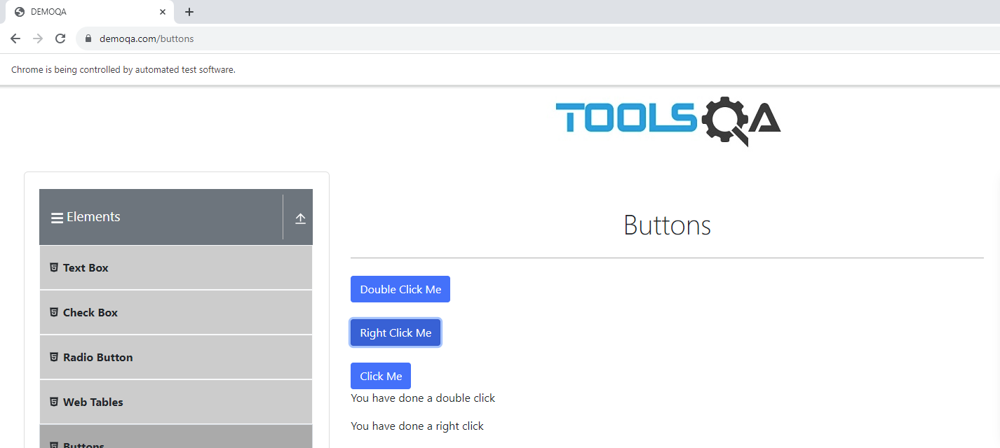 DEMOQA
demoqa.com/buttons
Chrome is being controlled by automated test software.
TOOLSQA
Elements
Text Box
Check Box
Radio Button
Web Tables
Buttons
Buttons
Double Click Me
Right Click Me
Click Me
You have done a double click
You have done a right click